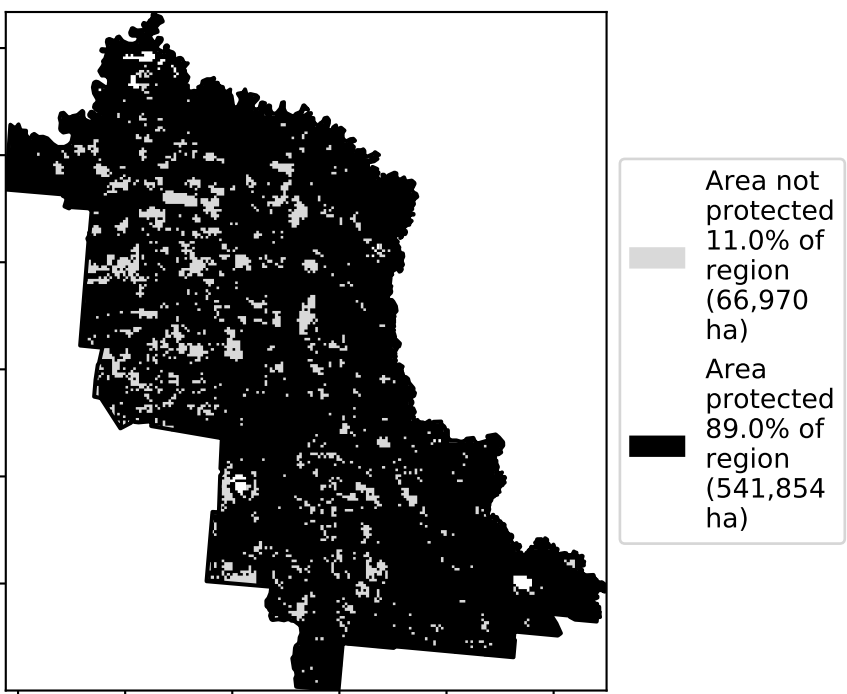 Area not
protected
11.0% of
region
(66,970
ha)
Area
protected
89.0% of
region
(541,854
ha)